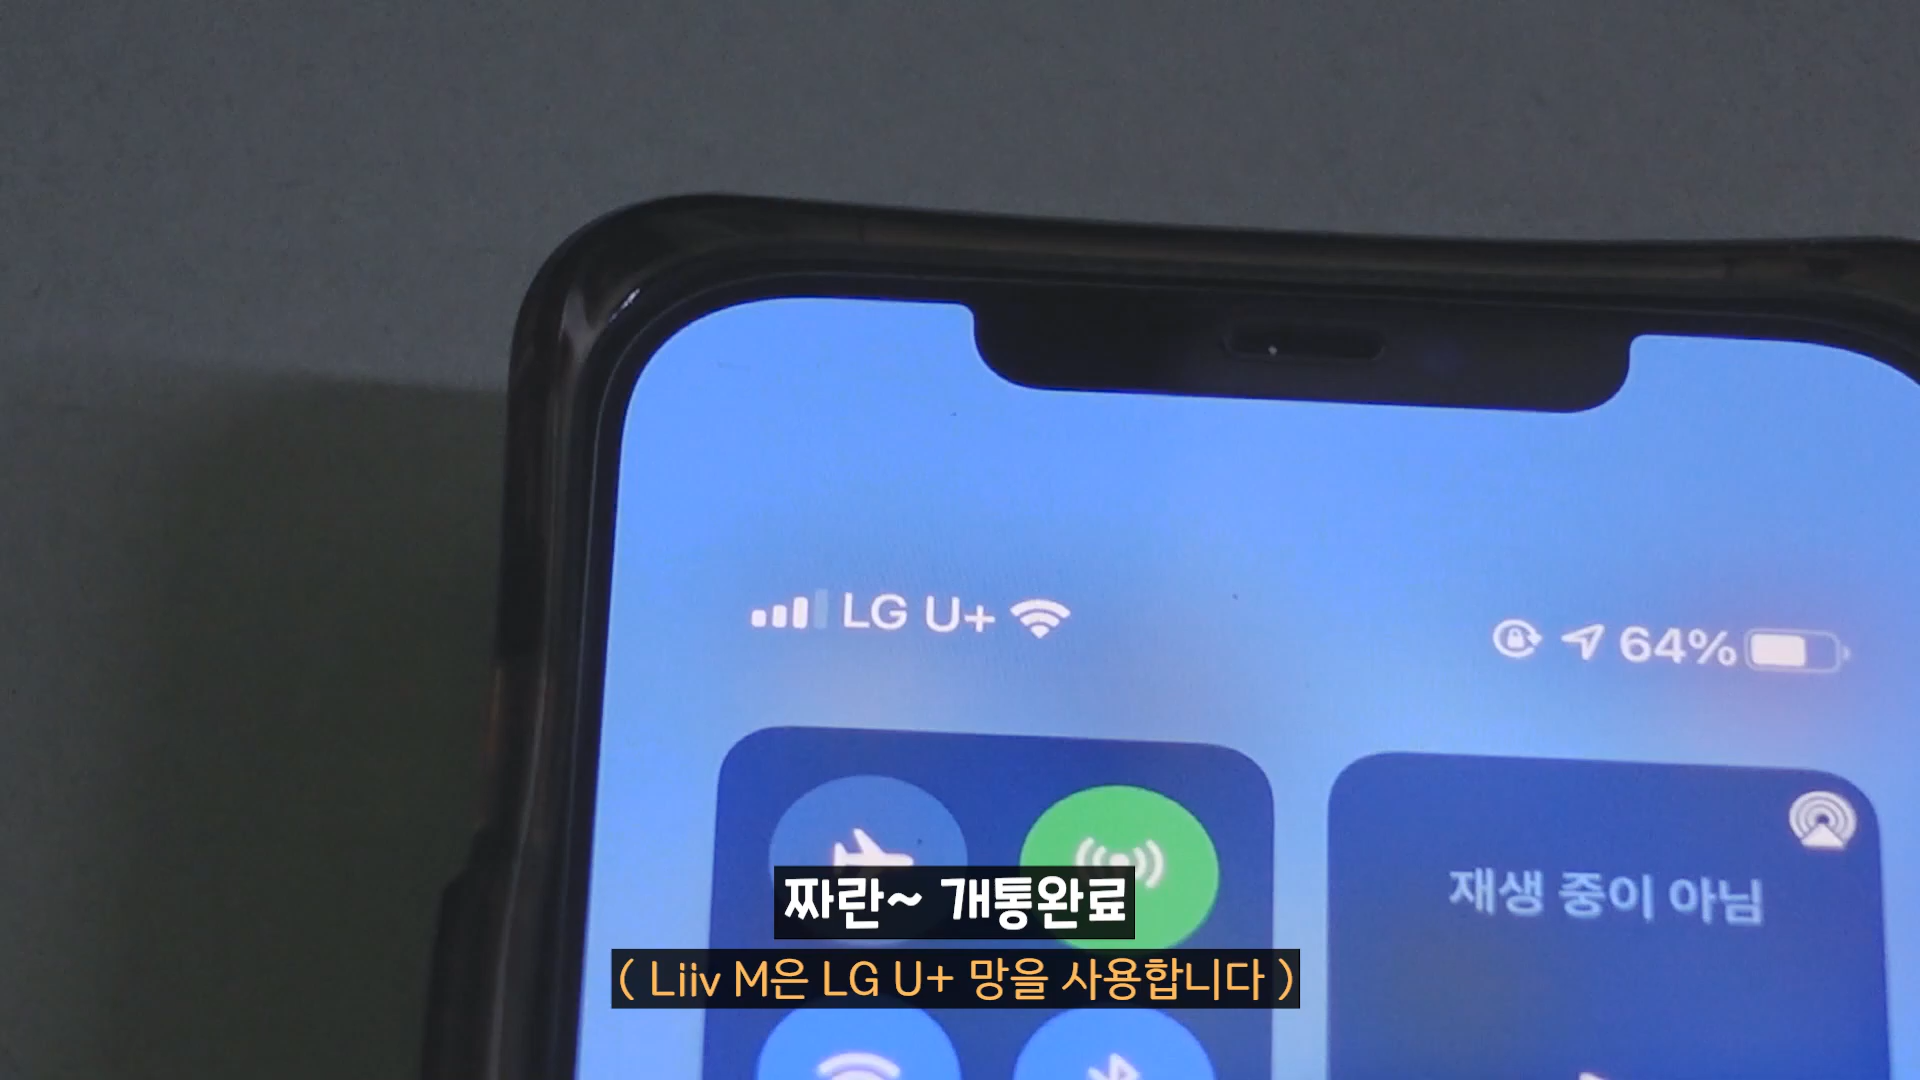 LG U+
64%
재생 중이 아님
짜란~ 개통완료
( Liiv M은 LG U+ 망을 사용합니다 )